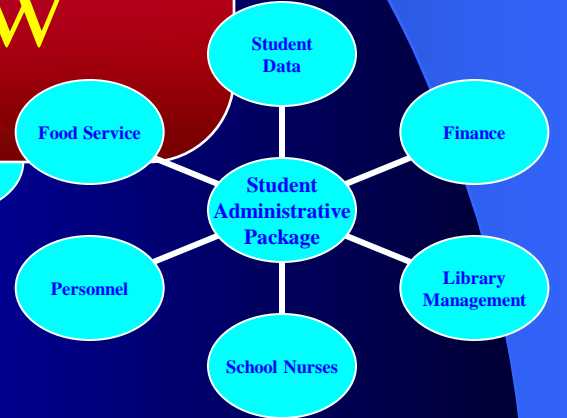 W
Student
Data
Food Service
Finance
Student
Administrative
Package
Personnel
Library
Management
School Nurses